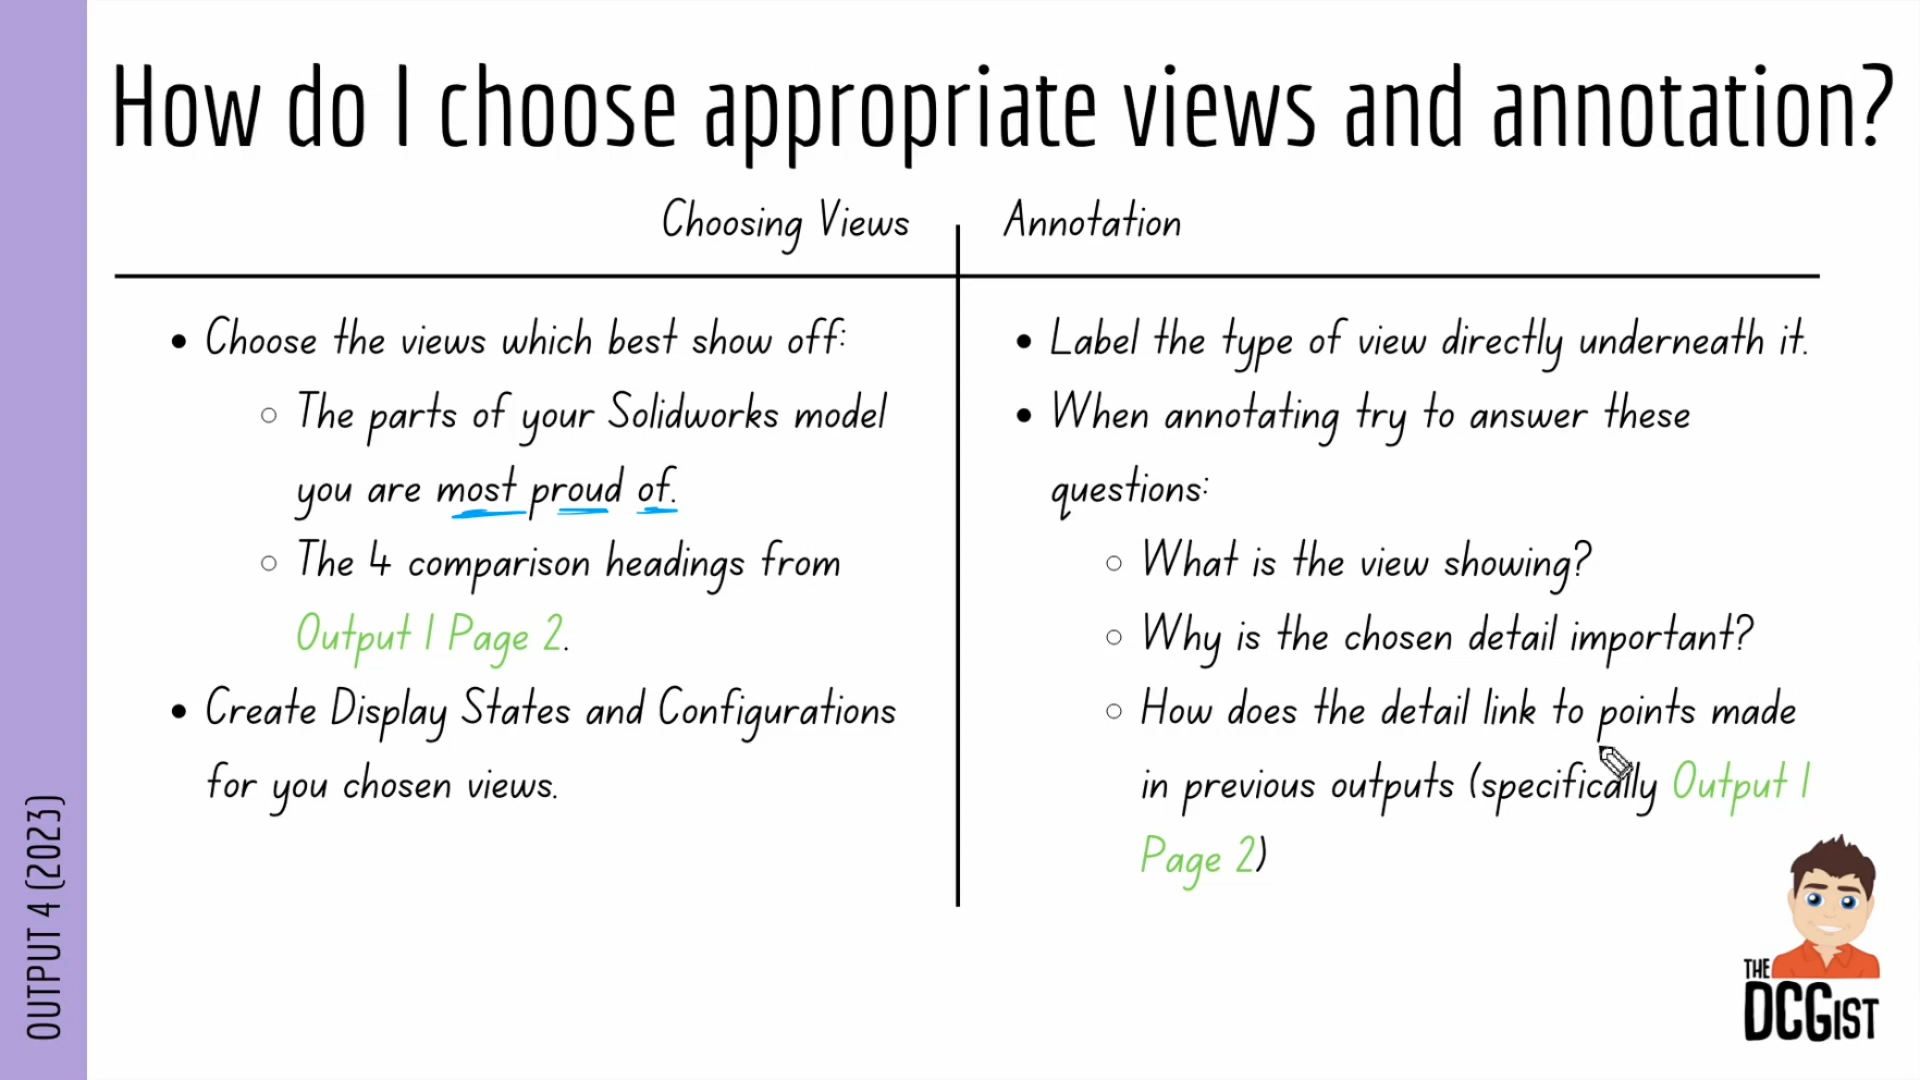 How do I choose appropriate views and annotation?
Choosing Views
Annotation
Choose the views which best show off:
The parts of your Solidworks model
you are most proud of.
The 4 comparison headings from
Output 1 Page 2.
Create Display States and Configurations
for you chosen views.
Label the type of view directly underneath it.
When annotating try to answer these
questions:
What is the view showing?
Why is the chosen detail important?
How does the detail link to points made
in previous outputs (specifically Output 1
Page 2)
OUTPUT 4 (2023)
THE
DCGIST